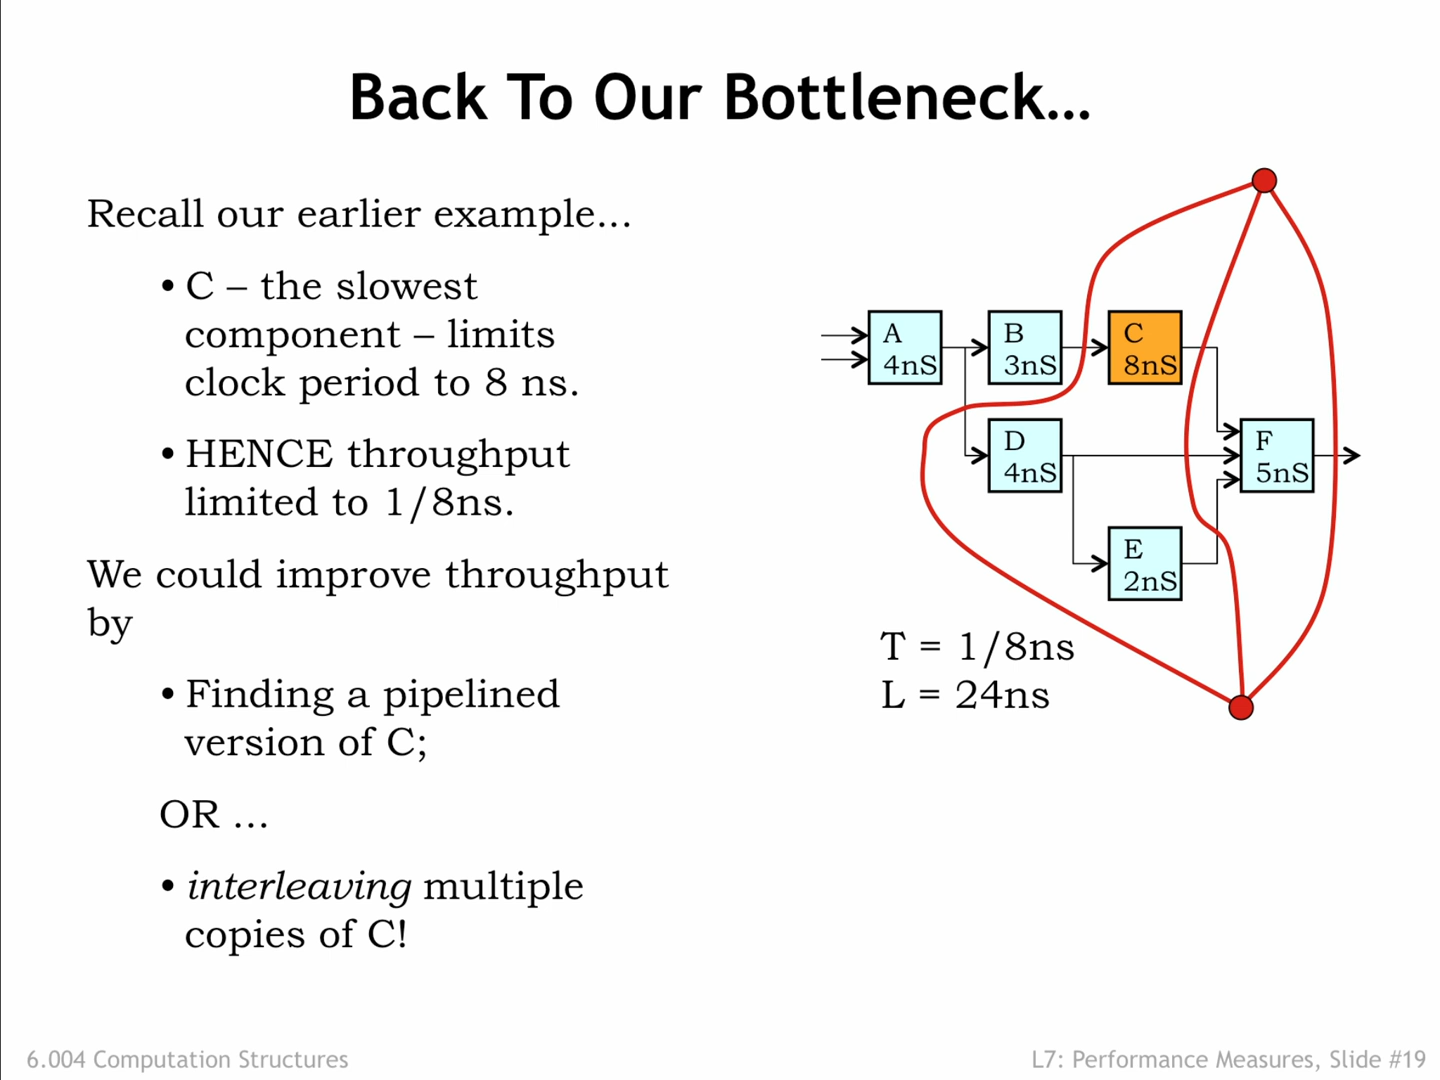 Back To Our Bottleneck...
Recall our earlier example...
• C – the slowest
component – limits
clock period to 8 ns.
• HENCE throughput
limited to 1/8ns.
We could improve throughput
by
• Finding a pipelined
version of C;
OR ...
• interleaving multiple
copies of C!
A
4nS
B
3nS
C
8nS
D
4nS
F
5nS
E
2nS
T = 1/8ns
L = 24ns
6.004 Computation Structures
L7: Performance Measures, Slide #19